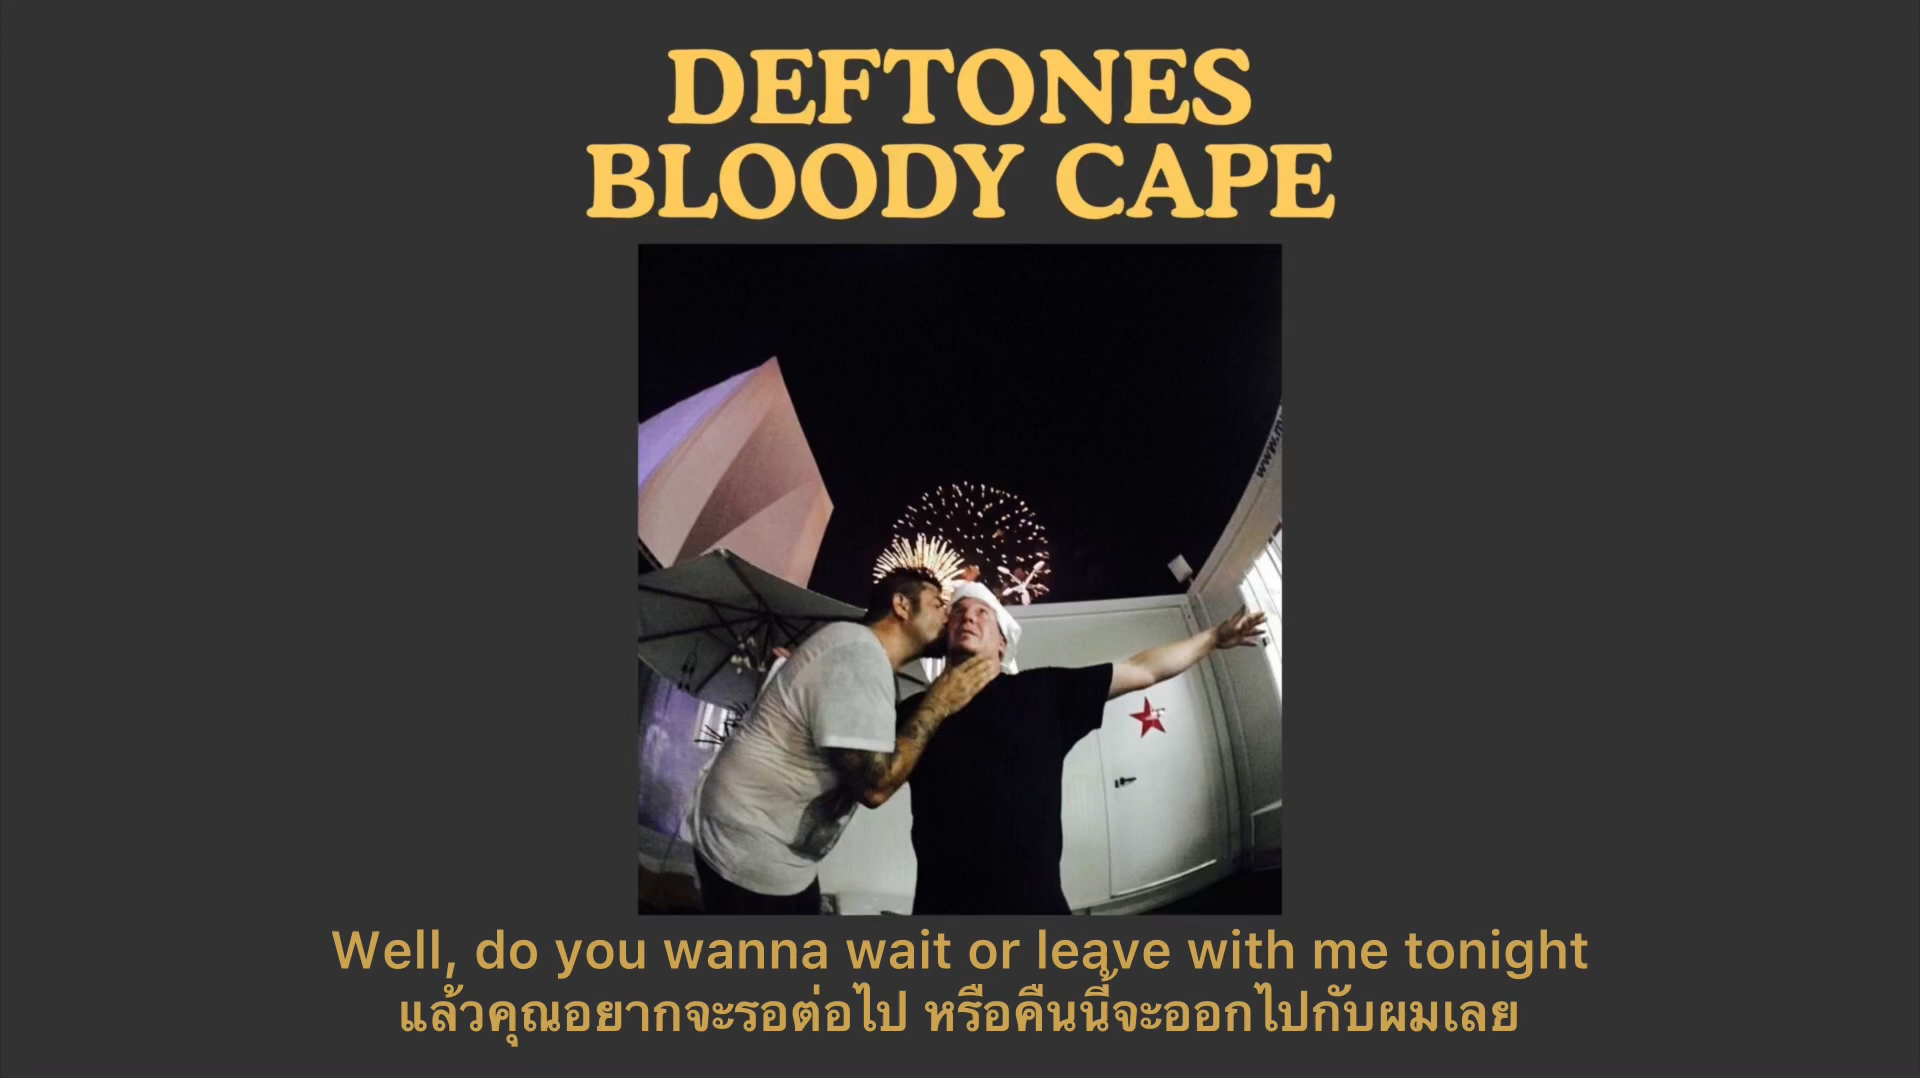 DEFTONES
BLOODY CAPE
www.m
Well, do you wanna wait or leave with me tonight
แล้วคุณอยากจะรอต่อไป หรือคืนนี้จะออกไปกับผมเลย